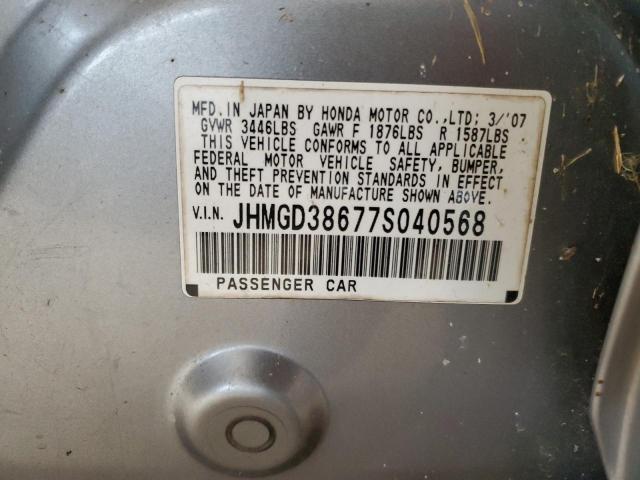 MFD.IN JAPAN BY HONDA MOTOR CO.,LTD: 3/'07
GVWR 3446LBS GAWR F 1876LBS R 1587LBS
THIS VEHICLE CONFORMS TO ALL APPLICABLE
FEDERAL MOTOR VEHICLE SAFETY, BUMPER,
AND THEFT PREVENTION STANDARDS IN EFFECT
ON THE DATE OF MANUFACTURE SHOWN ABOVE.
V.I.N. JHMGD38677S040568
PASSENGER CAR